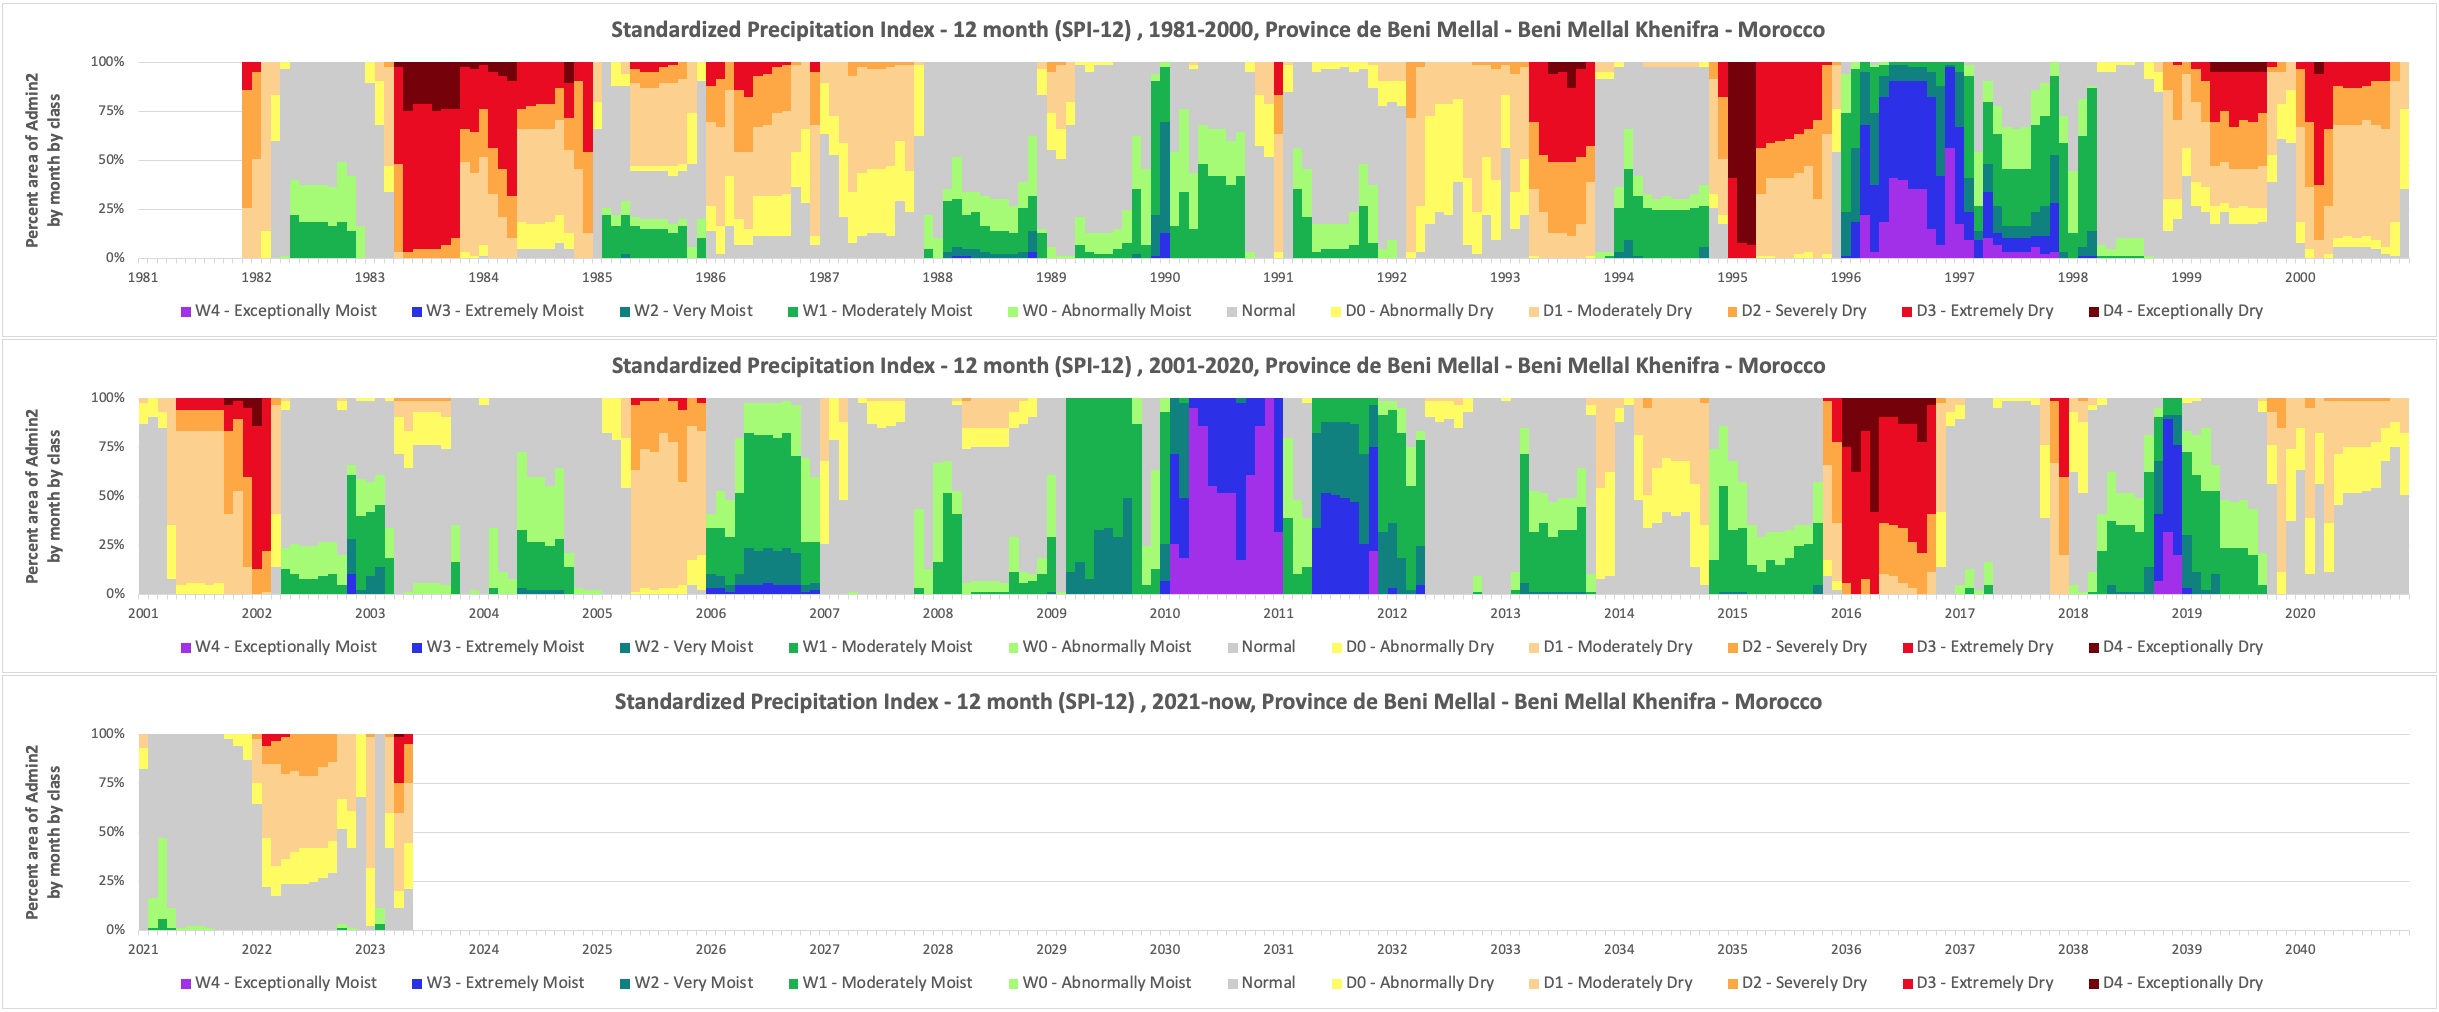 Standardized Precipitation Index - 12 month (SPI-12) , 1981-2000, Province de Beni Mellal - Beni Mellal Khenifra - Morocco
Percent area of Admin2
by month by class
100%
75%
50%
25%
0%
1981 1982 1983 1984 1985 1986 1987 1988 1989 1990 1991 1992 1993 1994 1995 1996 1997 1998 1999 2000
W4 - Exceptionally Moist W3 - Extremely Moist W2 - Very Moist W1 - Moderately Moist W0 - Abnormally Moist Normal D0 - Abnormally Dry D1 - Moderately Dry D2 - Severely Dry D3 - Extremely Dry D4 - Exceptionally Dry
Standardized Precipitation Index - 12 month (SPI-12) , 2001-2020, Province de Beni Mellal - Beni Mellal Khenifra - Morocco
Percent area of Admin2
by month by class
100%
75%
50%
25%
0%
2001 2002 2003 2004 2005 2006 2007 2008 2009 2010 2011 2012 2013 2014 2015 2016 2017 2018 2019 2020
W4 - Exceptionally Moist W3 - Extremely Moist W2 - Very Moist W1 - Moderately Moist W0 - Abnormally Moist Normal D0 - Abnormally Dry D1 - Moderately Dry D2 - Severely Dry D3 - Extremely Dry D4 - Exceptionally Dry
Standardized Precipitation Index - 12 month (SPI-12) , 2021-now, Province de Beni Mellal - Beni Mellal Khenifra - Morocco
Percent area of Admin2
by month by class
100%
75%
50%
25%
0%
2021 2022 2023 2024 2025 2026 2027 2028 2029 2030 2031 2032 2033 2034 2035 2036 2037 2038 2039 2040
W4 - Exceptionally Moist W3 - Extremely Moist W2 - Very Moist W1 - Moderately Moist W0 - Abnormally Moist Normal D0 - Abnormally Dry D1 - Moderately Dry D2 - Severely Dry D3 - Extremely Dry D4 - Exceptionally Dry